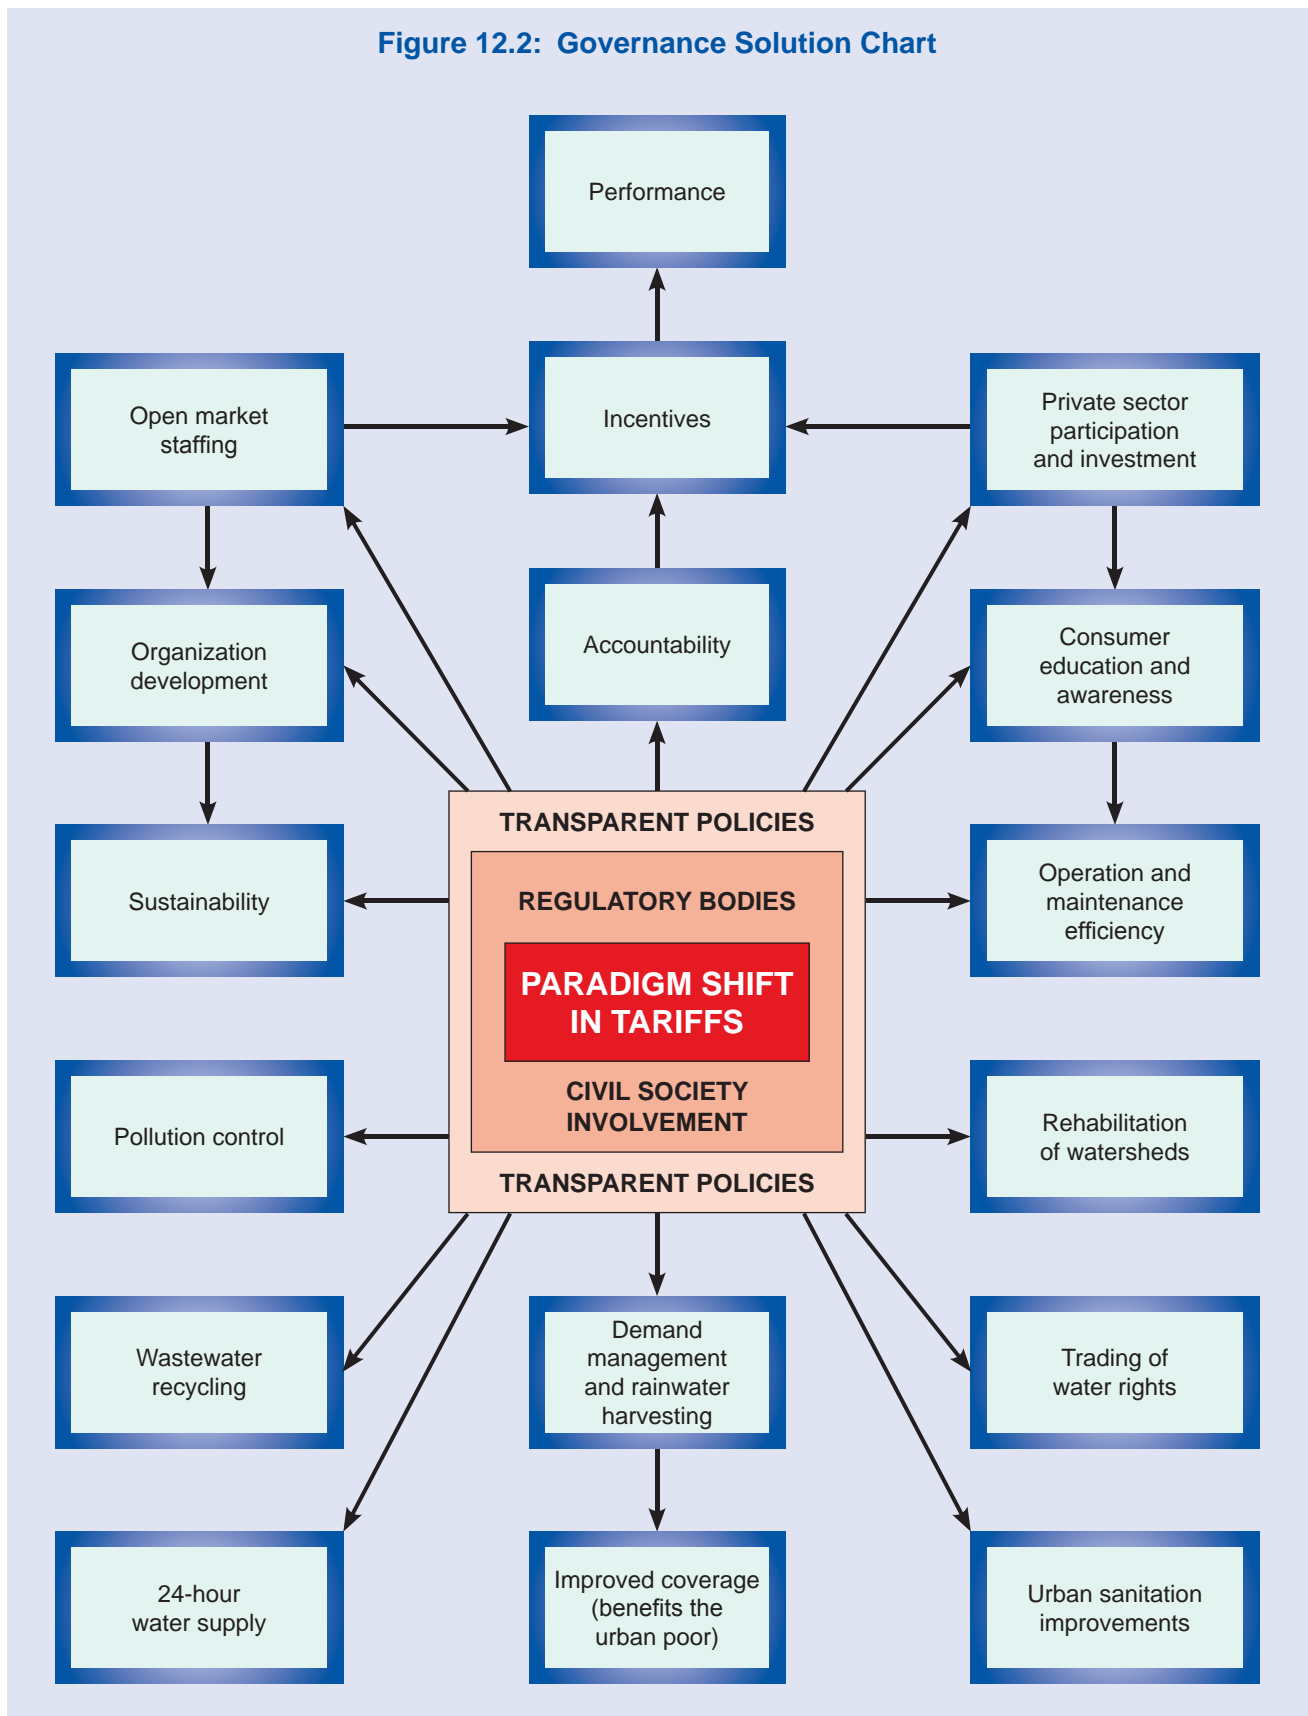 Figure 12.2: Governance Solution Chart
Performance
Open market
staffing
Incentives
Private sector
participation
and investment
Organization
development
Accountability
Consumer
education and
awareness
TRANSPARENT POLICIES
Sustainability
REGULATORY BODIES
Operation and
maintenance
efficiency
PARADIGM SHIFT
IN TARIFFS
CIVIL SOCIETY
INVOLVEMENT
Pollution control
Rehabilitation
of watersheds
TRANSPARENT POLICIES
Wastewater
recycling
Demand
management
and rainwater
harvesting
Trading of
water rights
24-hour
water supply
Improved coverage
(benefits the
urban poor)
Urban sanitation
improvements